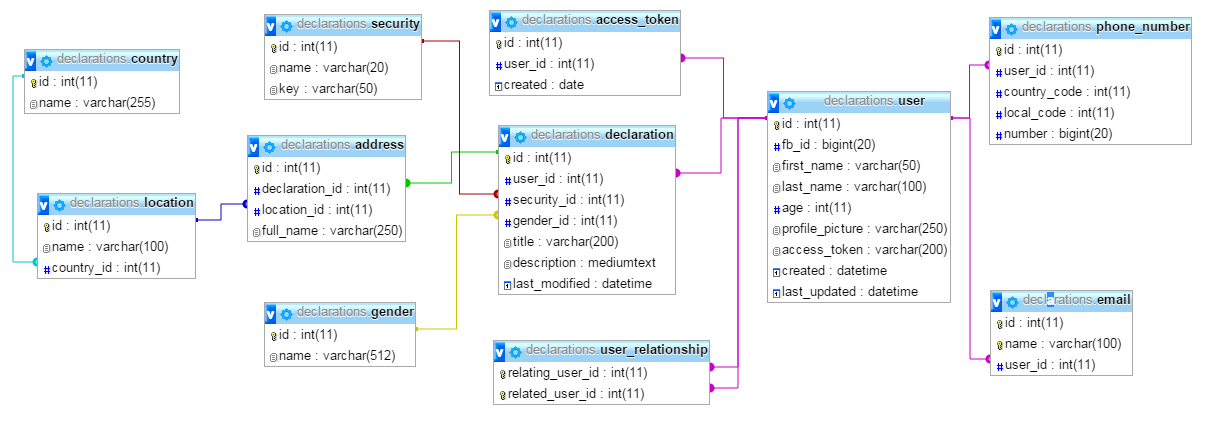 declarations country
id : int(11)
name : varchar(255)
declarations security
id : int(11)
name : varchar(20)
key : varchar(50)
declarations access_token
id : int(11)
user_id : int(11)
created : date
declarations phone_number
id : int(11)
user_id : int(11)
country_code : int(11)
local_code : int(11)
number : bigint(20)
declarations address
id : int(11)
declaration_id : int(11)
location_id : int(11)
full_name : varchar(250)
declarations declaration
id : int(11)
user_id : int(11)
security_id : int(11)
gender_id : int(11)
title : varchar(200)
description : mediumtext
last_modified : datetime
declarations user
id : int(11)
fb_id : bigint(20)
first_name : varchar(50)
last_name : varchar(100)
age : int(11)
profile_picture : varchar(250)
access_token : varchar(200)
created : datetime
last_updated : datetime
declarations location
id : int(11)
name : varchar(100)
country_id : int(11)
declarations gender
id : int(11)
name : varchar(512)
declarations user_relationship
relating_user_id : int(11)
related_user_id : int(11)
declarations email
id : int(11)
name : varchar(100)
user_id : int(11)